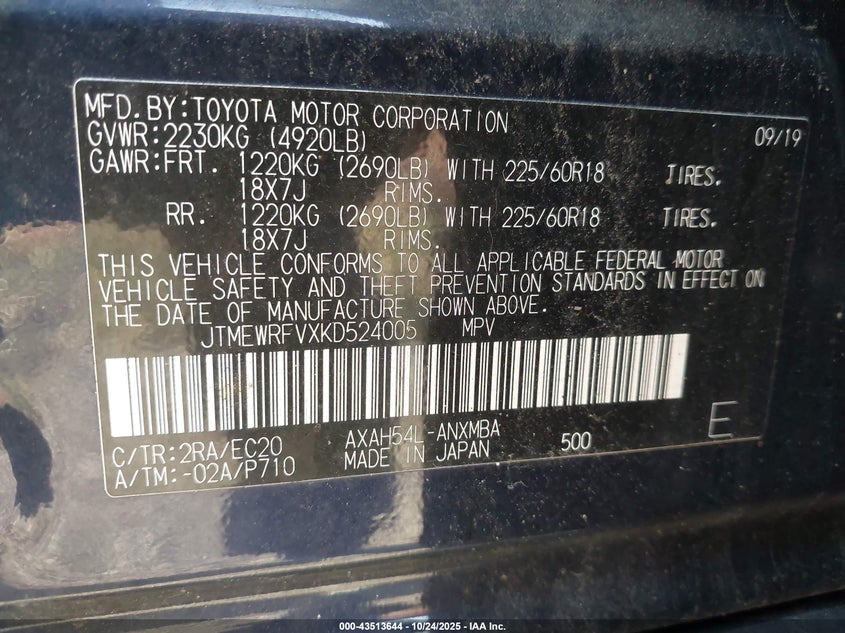 MFD.BY:TOYOTA MOTOR CORPORATION 09/19
GVWR:2230KG (4920LB)
GAWR:FRT. 1220KG (2690LB) WITH 225/60R18 TIRES.
18X7J RIMS.
RR. 1220KG (2690LB) WITH 225/60R18 TIRES.
18X7J RIMS.
THIS VEHICLE CONFORMS TO ALL APPLICABLE FEDERAL MOTOR
VEHICLE SAFETY AND THEFT PREVENTION STANDARDS IN EFFECT ON
THE DATE OF MANUFACTURE SHOWN ABOVE.
JTMEWRFVXKD524005 MPV
C/TR:2RA/EC20 AXAH54L-ANXMBA 500 E
A/TM:-02A/P710 MADE IN JAPAN
000-43513644 - 10/24/2025 - IAA Inc.